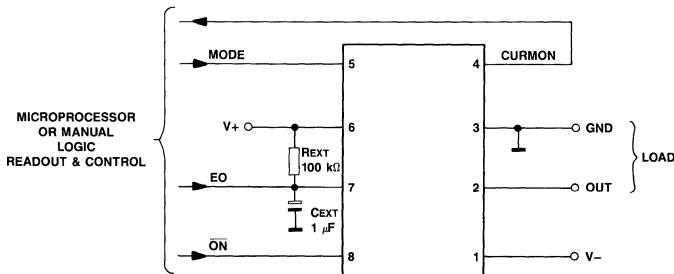 MODE
5
4
CURMON
MICROPROCESSOR
OR MANUAL
LOGIC
READOUT & CONTROL
V+
6
3
GND
REXT
100 kΩ
LOAD
EO
7
2
OUT
CEXT
1 μF
ON
8
1
V−